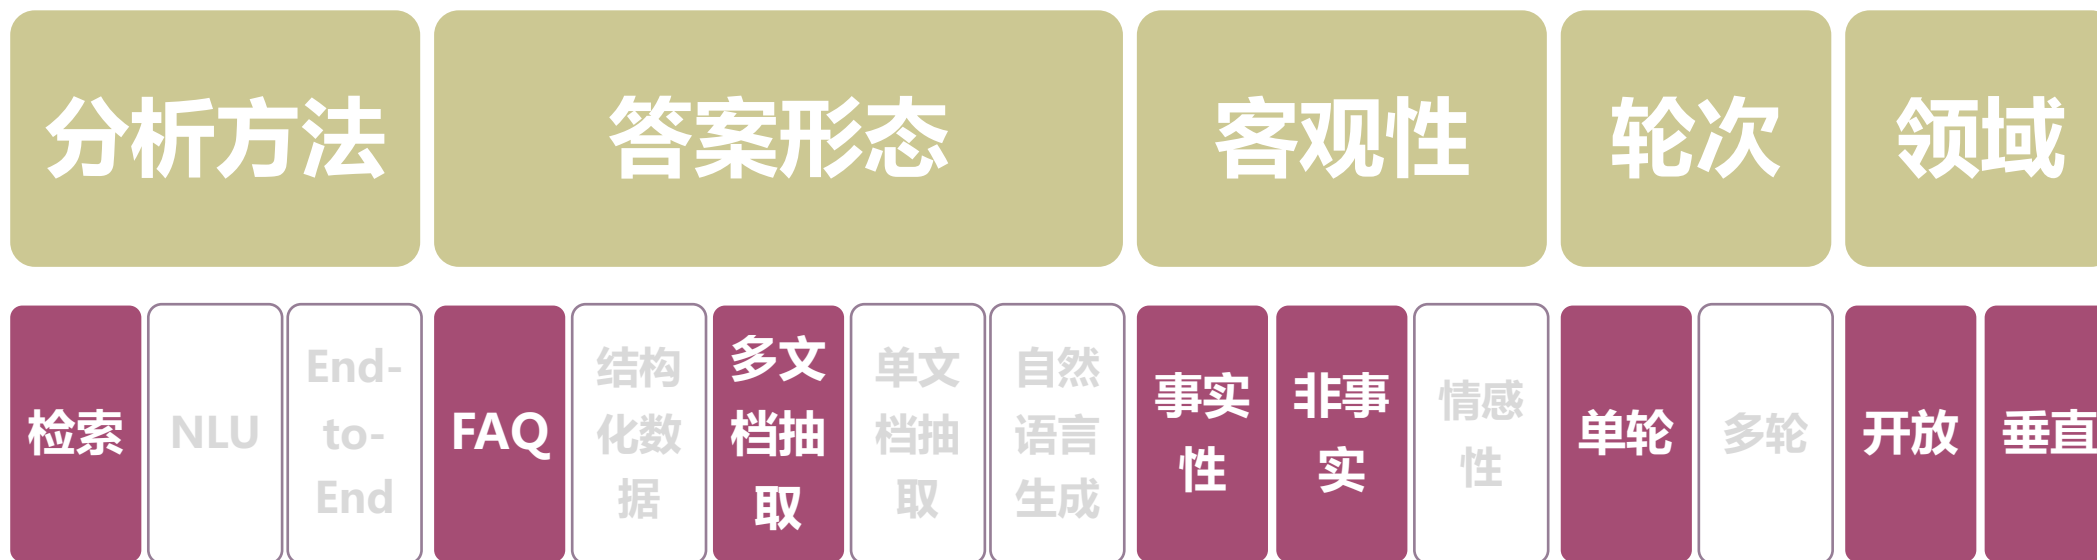 分析方法
答案形态
客观性
轮次
领域
检索
NLU
End-
to-
End
FAQ
结构
化数
据
多文
档抽
取
单文
档抽
取
自然
语言
生成
事实
性
非事
实
情感
性
单轮
多轮
开放
垂直